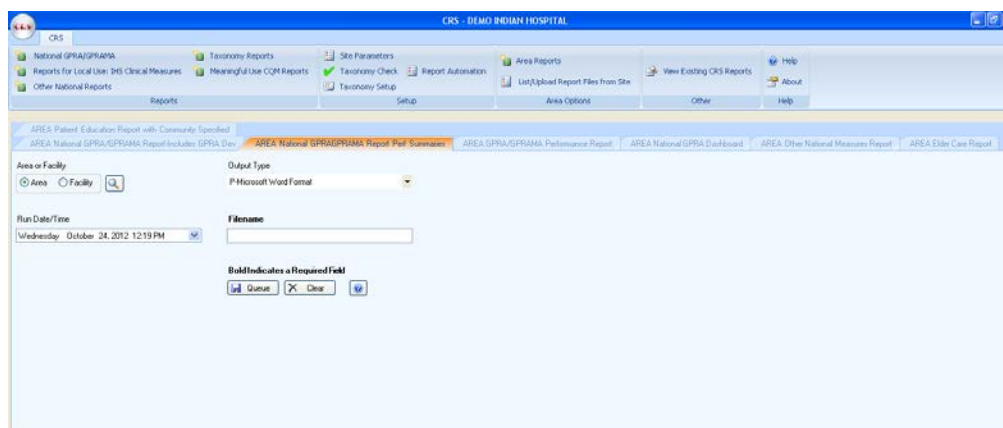 CRS - DEMO INDIAN HOSPITAL
CRS
National GPRA/GPRAMA
Taxonomy Reports
Site Parameters
Area Reports
Help
Reports for Local Use: IHS Clinical Measures
Meaningful Use CQM Reports
Taxonomy Check
Report Automation
View Existing CRS Reports
Other National Reports
Taxonomy Setup
List/Upload Report Files from Site
About
Reports
Setup
Area Options
Other
Help
AREA Patient Education Report with Community Specified
AREA National GPRA/GPRAMA Report-Includes GPRA Dev
AREA National GPRAGPRAMA Report Perf Summaries
AREA GPRA/GPRAMA Performance Report
AREA National GPRA Dashboard
AREA Other National Measures Report
AREA Elder Care Report
Area or Facility
Output Type
Area
Facility
P-Microsoft Word Format
Run Date/Time
Filename
Wednesday October 24, 2012 12:19 PM
Bold Indicates a Required Field
Queue
Clear